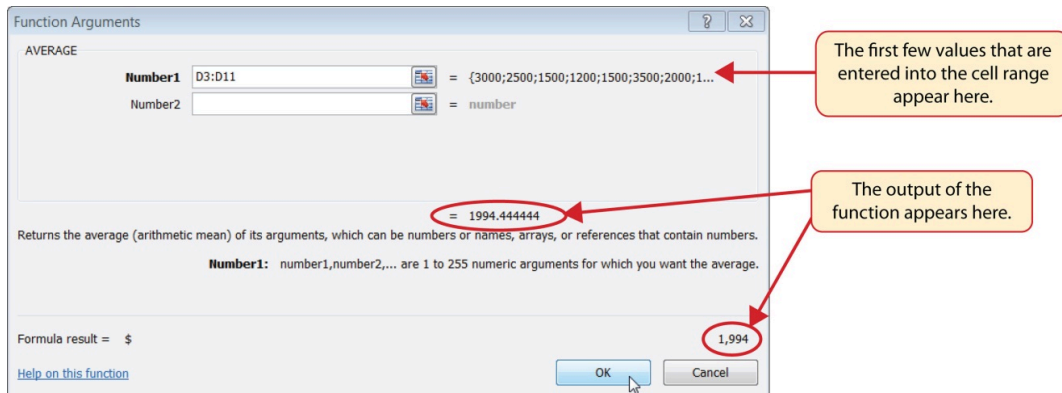 Function Arguments
AVERAGE
Number1 D3:D11 = {3000;2500;1500;1200;1500;3500;2000;1...
Number2 = number
= 1994.444444
Returns the average (arithmetic mean) of its arguments, which can be numbers or names, arrays, or references that contain numbers.
Number1: number1,number2,... are 1 to 255 numeric arguments for which you want the average.
Formula result = $ 1,994
Help on this function
OK
Cancel
The first few values that are
entered into the cell range
appear here.
The output of the
function appears here.